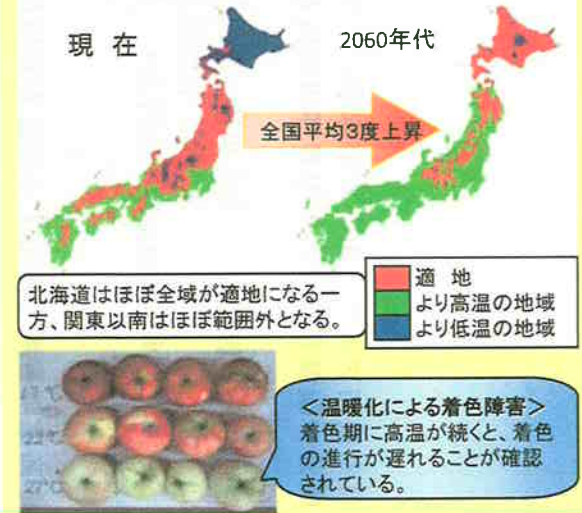 現 在
2060年代
全国平均3度上昇
適 地
より高温の地域
より低温の地域
北海道はほぼ全域が適地になる一
方、関東以南はほぼ範囲外となる。
22℃
27℃
<温暖化による着色障害>
着色期に高温が続くと、着色
の進行が遅れることが確認
されている。